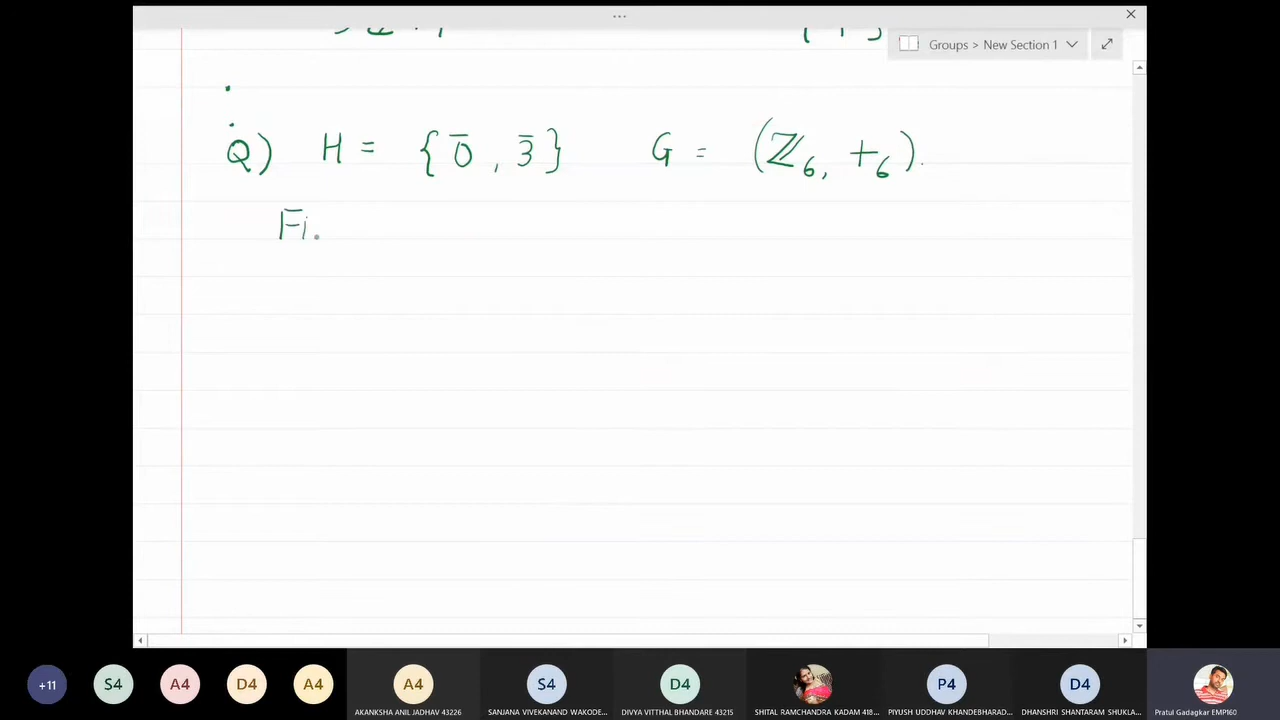 Groups > New Section 1
Q) H = { 0̅ , 3̅ } G = (ℤ₆, +₆).
Fi
+11 S4 A4 D4 A4 A4 S4 D4 P4 D4
AKANKSHA ANIL JADHAV 43226 SANJANA VIVEKANAND WAKODE... DIVYA VITTHAL BHANDARE 43215 SHITAL RAMCHANDRA KADAM 418... PIYUSH UDDHAV KHANDEBHARAD... DHANSHRI SHANTARAM SHUKLA... Pratul Gadagkar EMP160